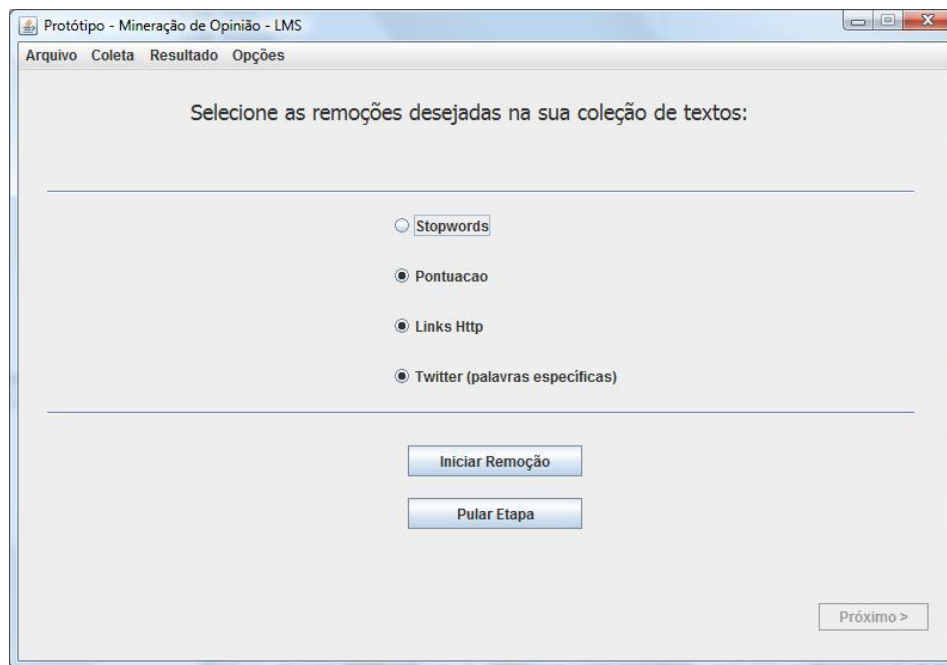 Protótipo - Mineração de Opinião - LMS
Arquivo Coleta Resultado Opções
Selecione as remoções desejadas na sua coleção de textos:
Stopwords
Pontuacao
Links Http
Twitter (palavras específicas)
Iniciar Remoção
Pular Etapa
Próximo >